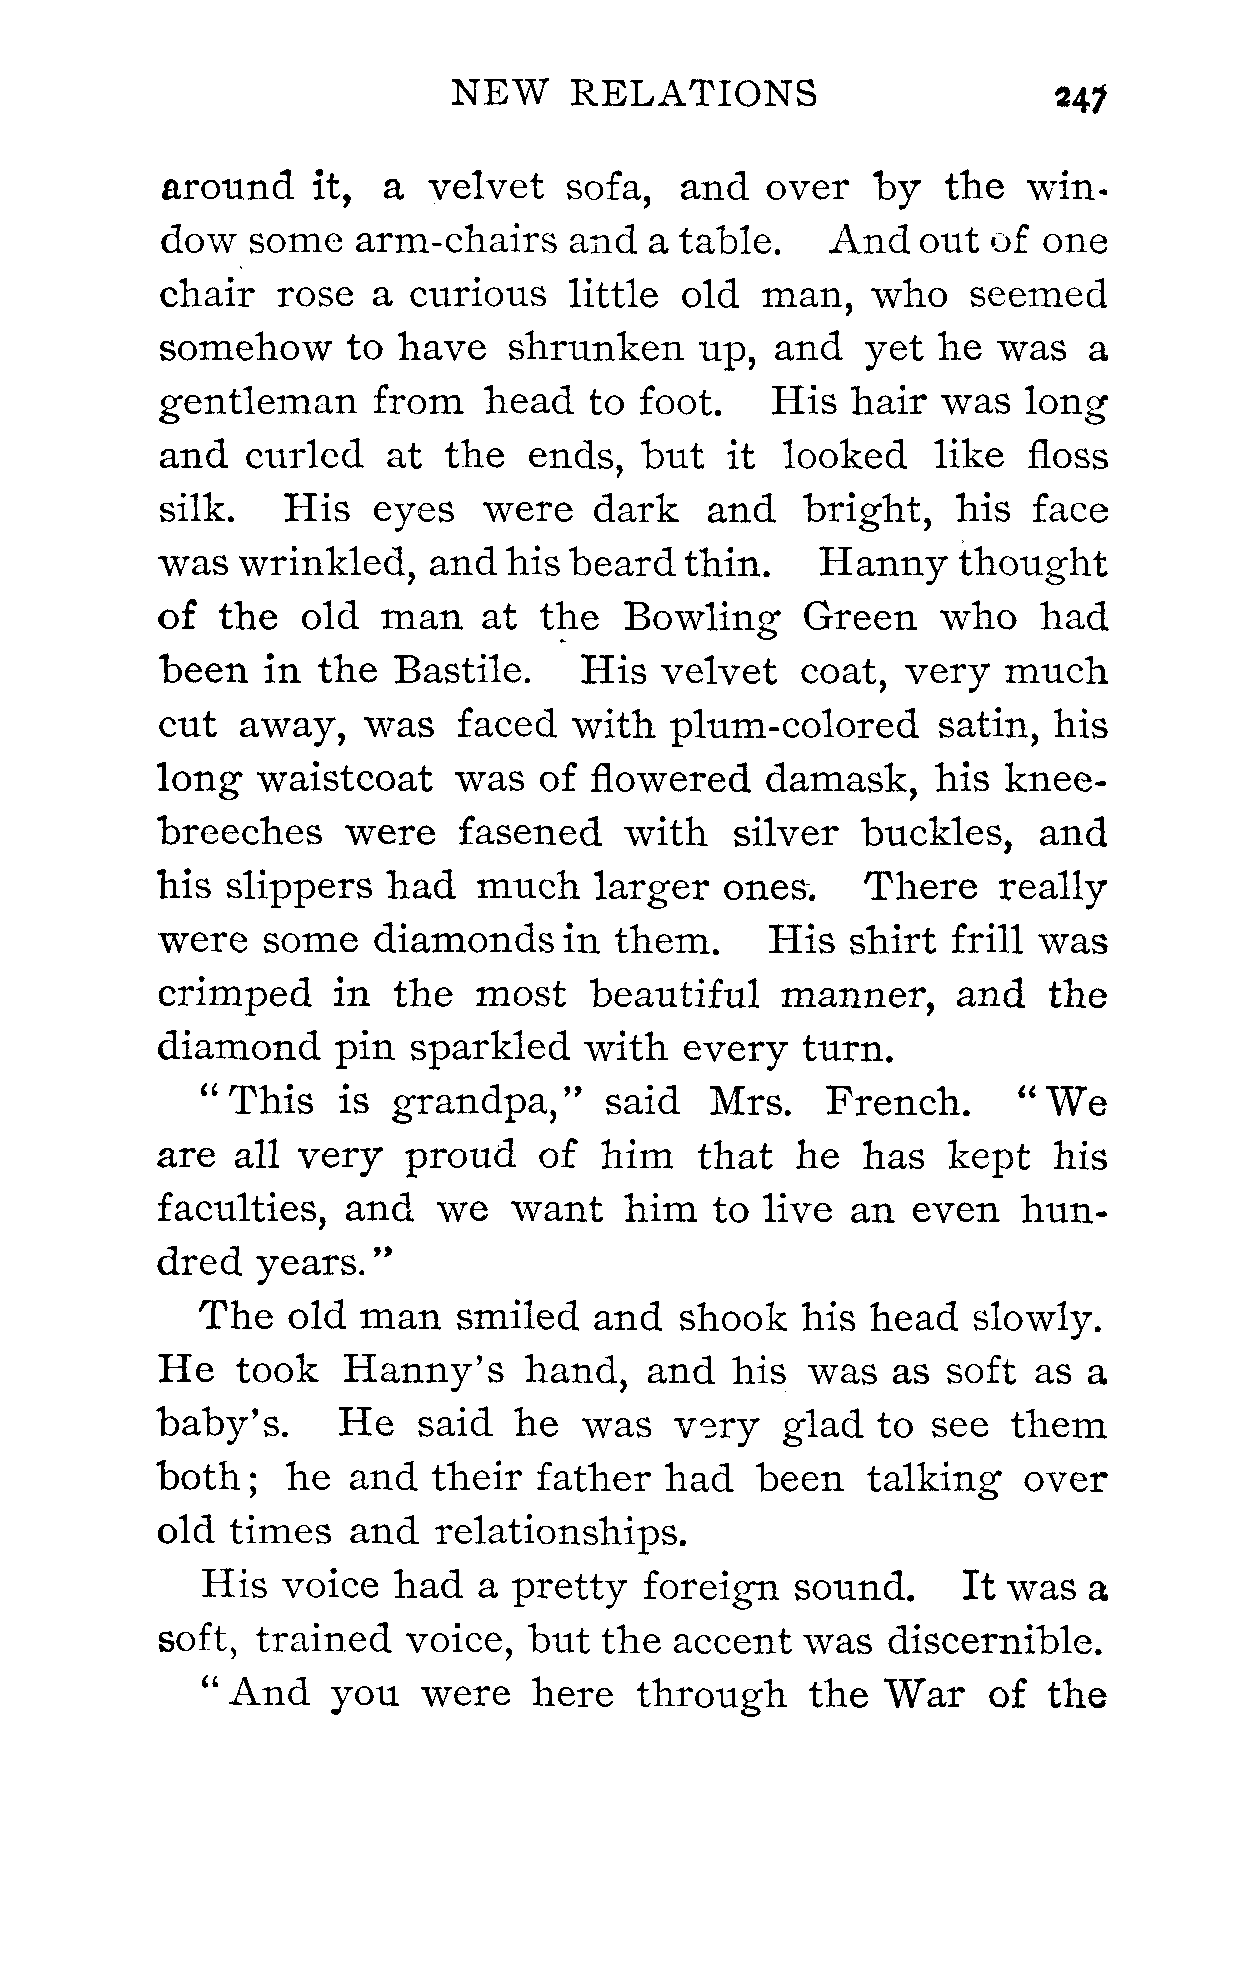 NEW RELATIONS 247
around it, a velvet sofa, and over by the win-
dow some arm-chairs and a table. And out of one
chair rose a curious little old man, who seemed
somehow to have shrunken up, and yet he was a
gentleman from head to foot. His hair was long
and curled at the ends, but it looked like floss
silk. His eyes were dark and bright, his face
was wrinkled, and his beard thin. Hanny thought
of the old man at the Bowling Green who had
been in the Bastile. His velvet coat, very much
cut away, was faced with plum-colored satin, his
long waistcoat was of flowered damask, his knee-
breeches were fasened with silver buckles, and
his slippers had much larger ones. There really
were some diamonds in them. His shirt frill was
crimped in the most beautiful manner, and the
diamond pin sparkled with every turn.
"This is grandpa," said Mrs. French. "We
are all very proud of him that he has kept his
faculties, and we want him to live an even hun-
dred years."
The old man smiled and shook his head slowly.
He took Hanny's hand, and his was as soft as a
baby's. He said he was very glad to see them
both; he and their father had been talking over
old times and relationships.
His voice had a pretty foreign sound. It was a
soft, trained voice, but the accent was discernible.
"And you were here through the War of the